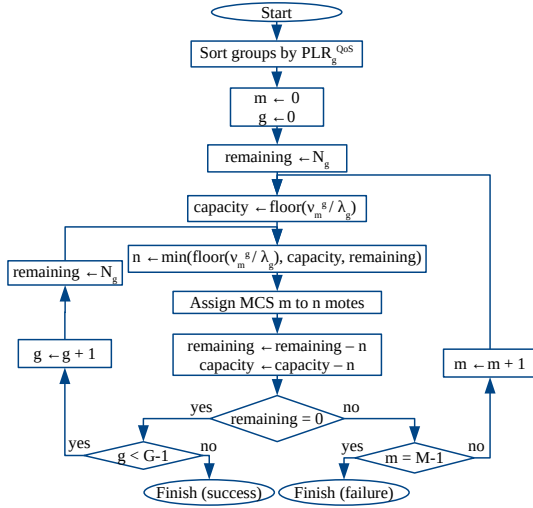 Start
Sort groups by PLR_g^QoS
m ← 0
g ←0
remaining ←N_g
capacity ←floor(ν_m^g / λ_g)
n ←min(floor(ν_m^g / λ_g), capacity, remaining)
remaining ←N_g
Assign MCS m to n motes
remaining ←remaining – n
capacity ←capacity – n
g ←g + 1
m ←m + 1
yes
remaining = 0
no
yes
g < G-1
no
yes
m = M-1
no
Finish (success)
Finish (failure)